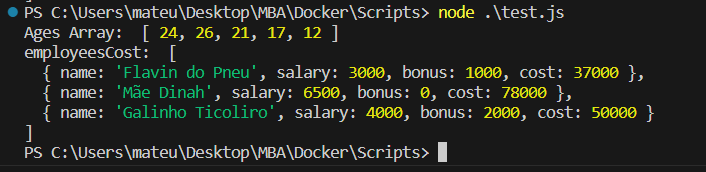 PS C:\Users\mateu\Desktop\MBA\Docker\Scripts> node .\test.js
Ages Array:  [ 24, 26, 21, 17, 12 ]
employeesCost:  [
  { name: 'Flavin do Pneu', salary: 3000, bonus: 1000, cost: 37000 },
  { name: 'Mãe Dinah', salary: 6500, bonus: 0, cost: 78000 },
  { name: 'Galinho Ticoliro', salary: 4000, bonus: 2000, cost: 50000 }
]
PS C:\Users\mateu\Desktop\MBA\Docker\Scripts>